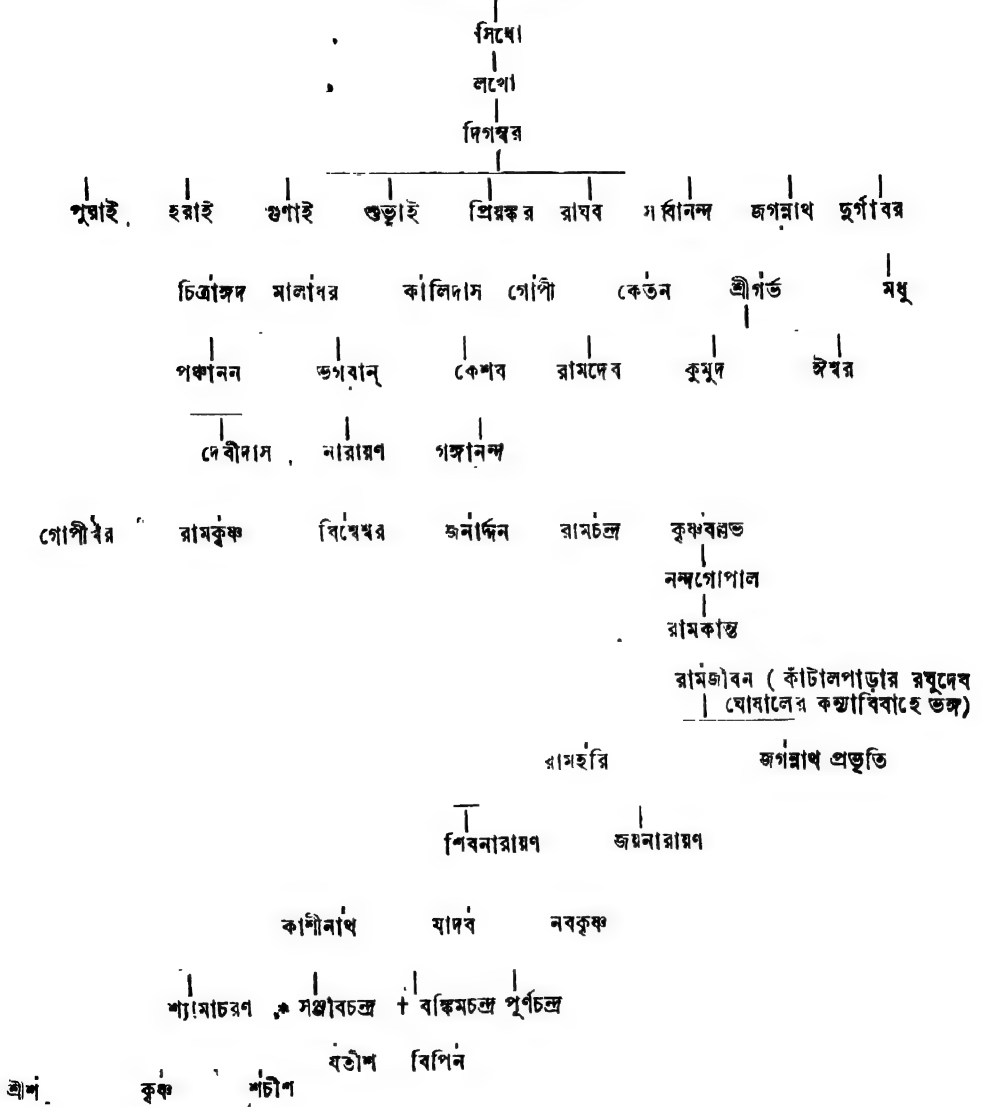 সিধো
লখো
দিগম্বর
পুরাই হরাই গুণাই শুভাই প্রিয়ঙ্কর রাঘব সর্বানন্দ জগন্নাথ দুর্গাবর
চিত্রাঙ্গদ মালাধর কালিদাস গোপী কেতন শ্রীগর্ভ মধু
পঞ্চানন ভগবান্ কেশব রামদেব কুমুদ ঈশ্বর
দেবীদাস নারায়ণ গঙ্গানন্দ
গোপীশ্বর রামকৃষ্ণ বিশ্বেশ্বর জনার্দ্দন রামচন্দ্র কৃষ্ণবল্লভ
নন্দগোপাল
রামকান্ত
রামজীবন ( কাঁটালপাড়ার রঘুদেব
ঘোষালের কন্যাবিবাহে ভঙ্গ)
রামহরি জগন্নাথ প্রভৃতি
শিবনারায়ণ জয়নারায়ণ
কাশীনাথ যাদব নবকৃষ্ণ
শ্যামাচরণ * সঞ্জীবচন্দ্র + বঙ্কিমচন্দ্র পূর্ণচন্দ্র
যতীশ বিপিন
শ্রীশ কৃষ্ণ শচীশ